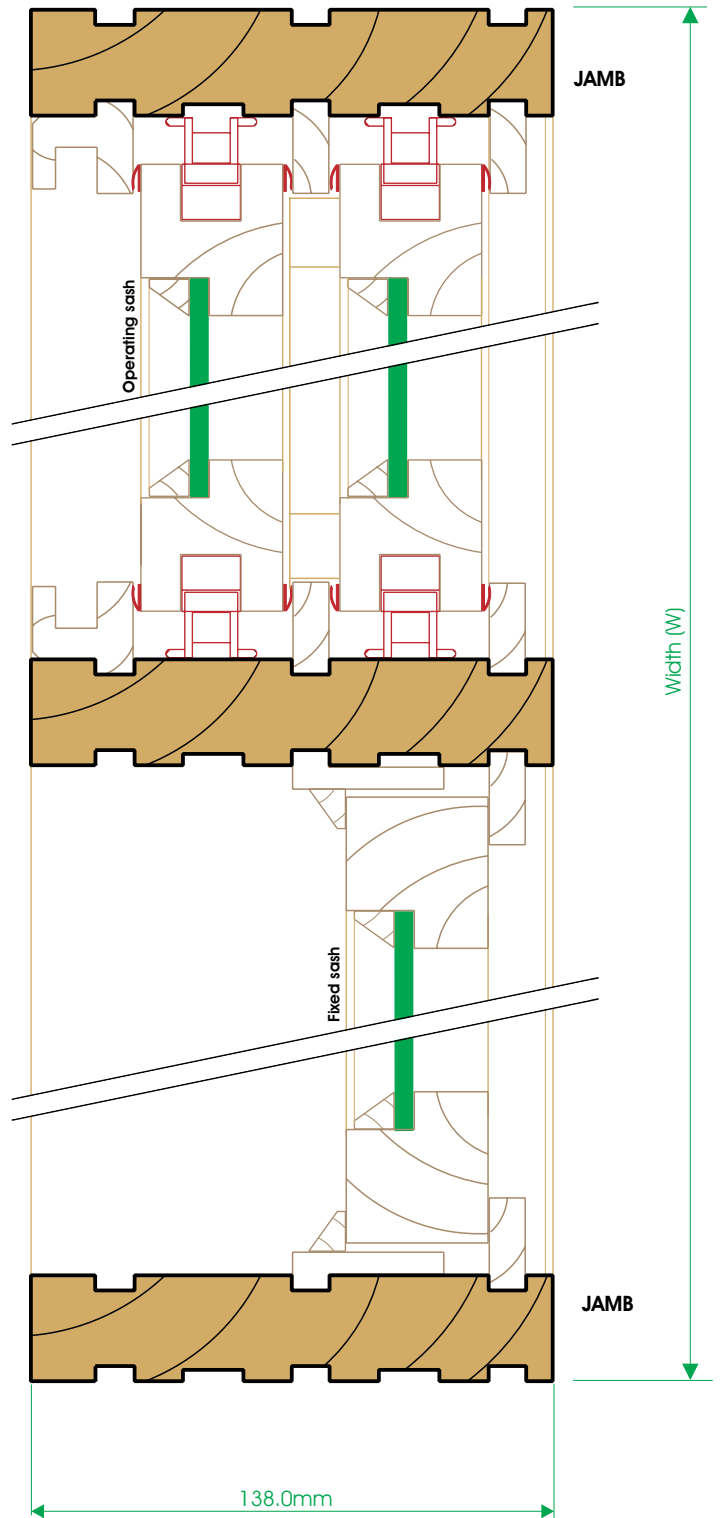 JAMB
Operating sash
Width (W)
Fixed sash
JAMB
138.0mm